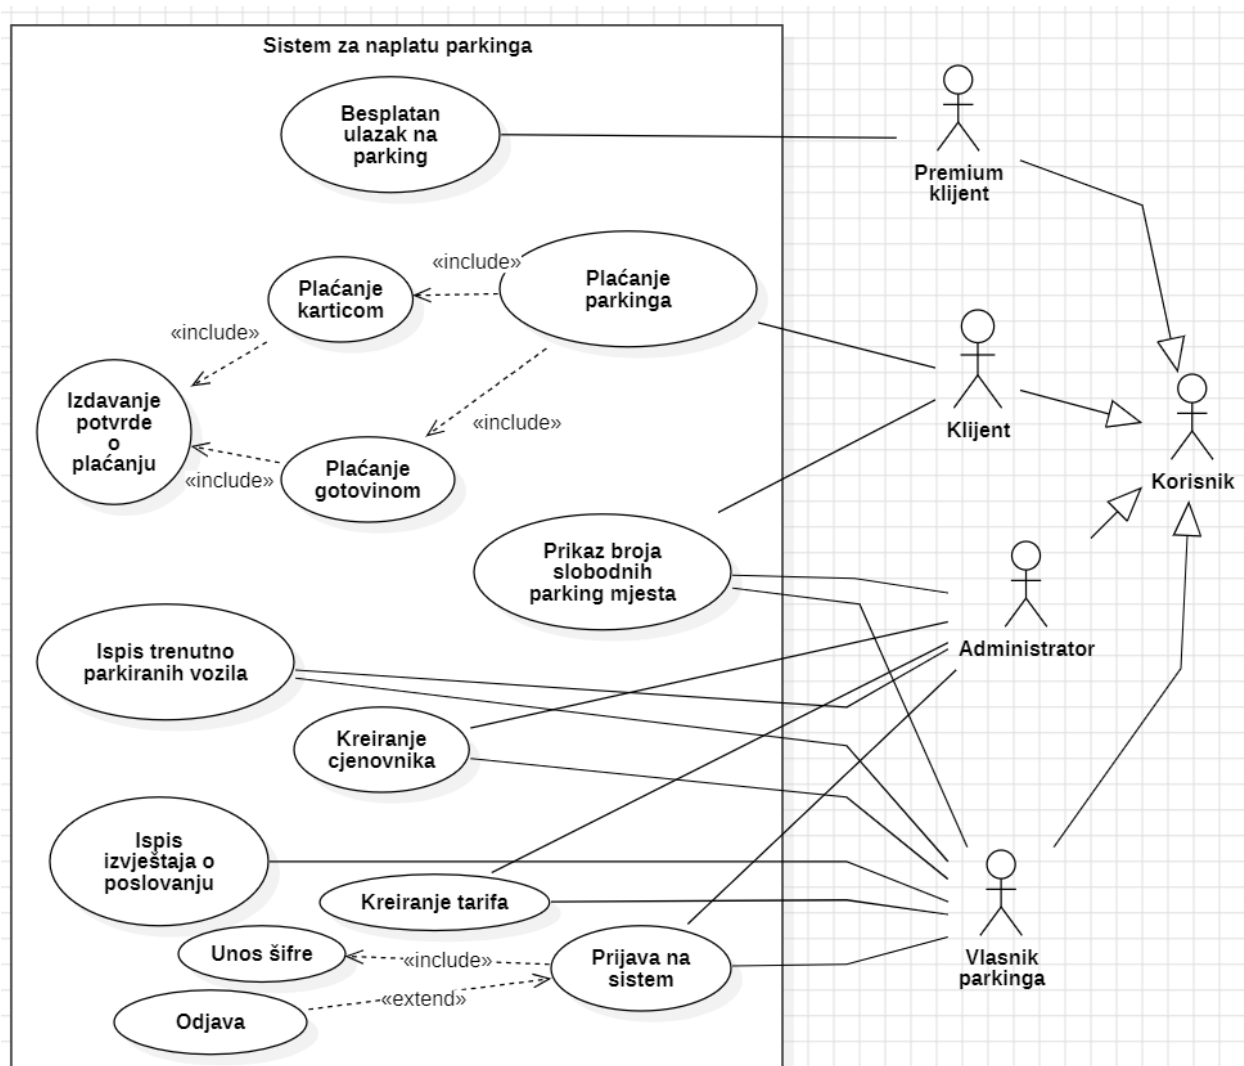 Sistem za naplatu parkinga
Besplatan
ulazak na
parking
Premium
klijent
«include»
Plaćanje
parkinga
Plaćanje
karticom
«include»
Izdavanje
potvrde
o
plaćanju
«include»
Klijent
Plaćanje
gotovinom
«include»
Korisnik
Prikaz broja
slobodnih
parking mjesta
Ispis trenutno
parkiranih vozila
Administrator
Kreiranje
cjenovnika
Ispis
izvještaja o
poslovanju
Kreiranje tarifa
Unos šifre
«include»
Prijava na
sistem
Vlasnik
parkinga
«extend»
Odjava